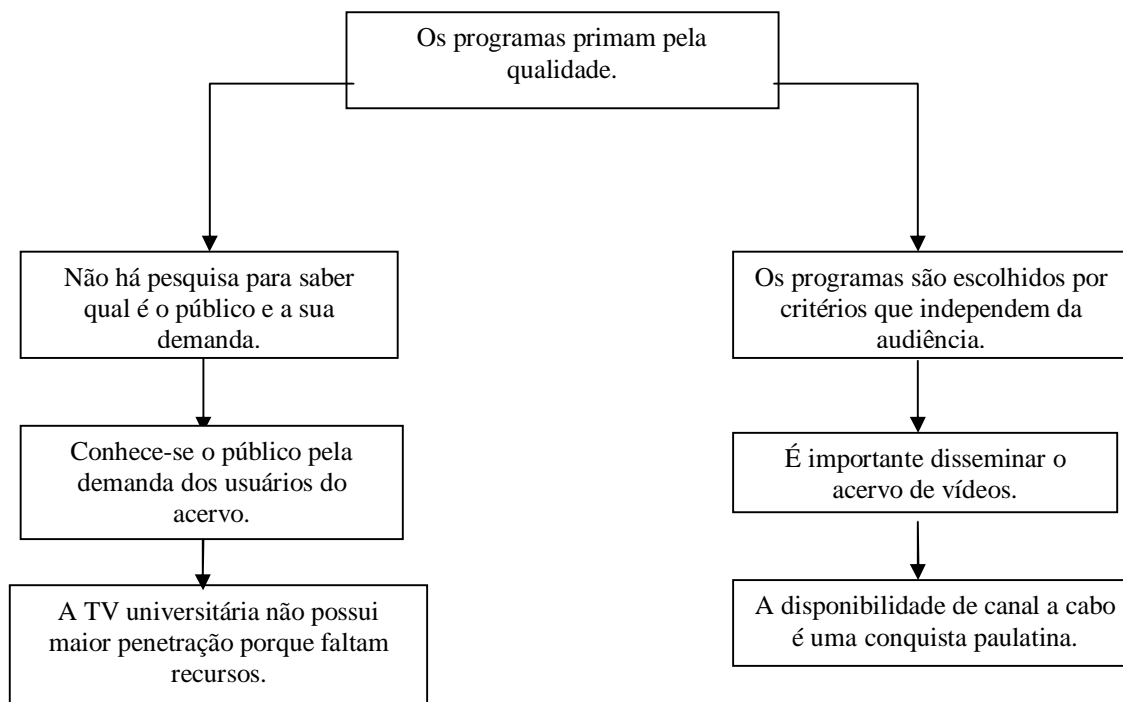 Os programas primam pela
qualidade.
Não há pesquisa para saber
qual é o público e a sua
demanda.
Conhece-se o público pela
demanda dos usuários do
acervo.
A TV universitária não possui
maior penetração porque faltam
recursos.
Os programas são escolhidos por
critérios que independem da
audiência.
É importante disseminar o
acervo de vídeos.
A disponibilidade de canal a cabo
é uma conquista paulatina.